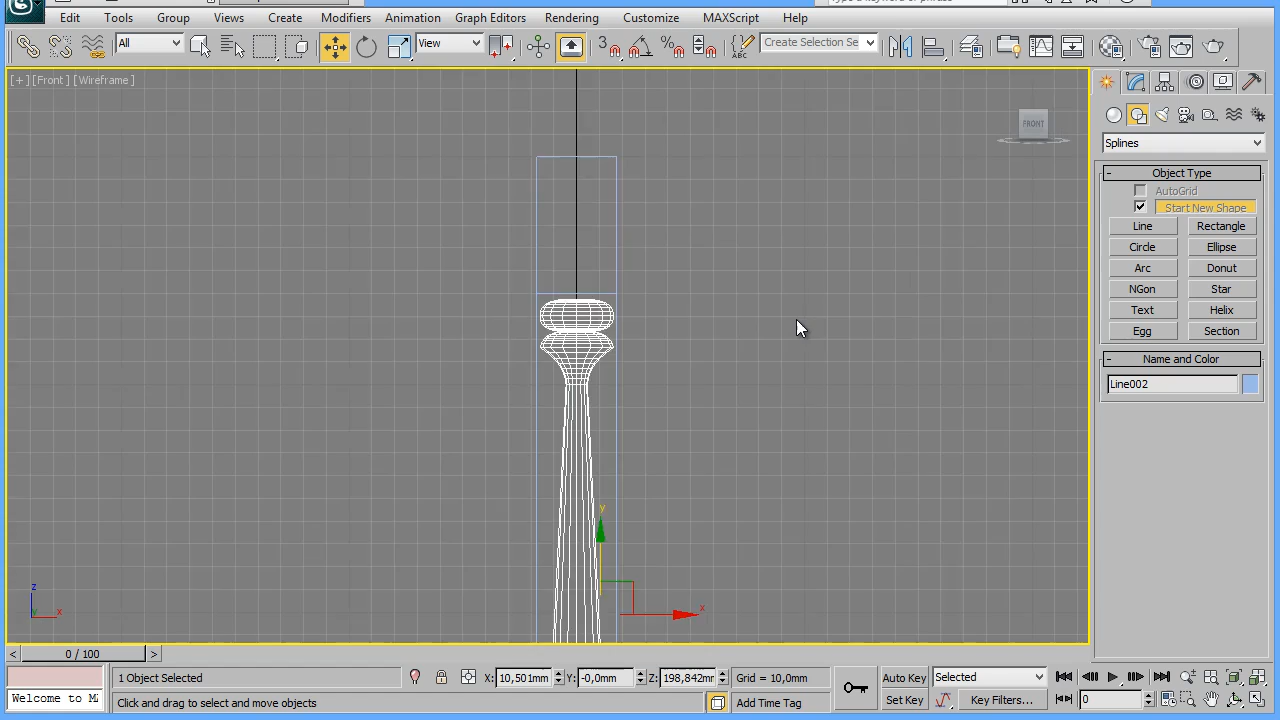 Edit Tools Group Views Create Modifiers Animation Graph Editors Rendering Customize MAXScript Help
All View 3 % ABC Create Selection Se
[+] [Front] [Wireframe]
FRONT
Splines
- Object Type
AutoGrid
Start New Shape
Line Rectangle
Circle Ellipse
Arc Donut
NGon Star
Text Helix
Egg Section
- Name and Color
Line002
y
x
z
y x
< 0 / 100 >
1 Object Selected X: 10,501mm Y: -0,0mm Z: 198,842mm Grid = 10,0mm Auto Key Selected
Welcome to M Click and drag to select and move objects Add Time Tag Set Key Key Filters... 0